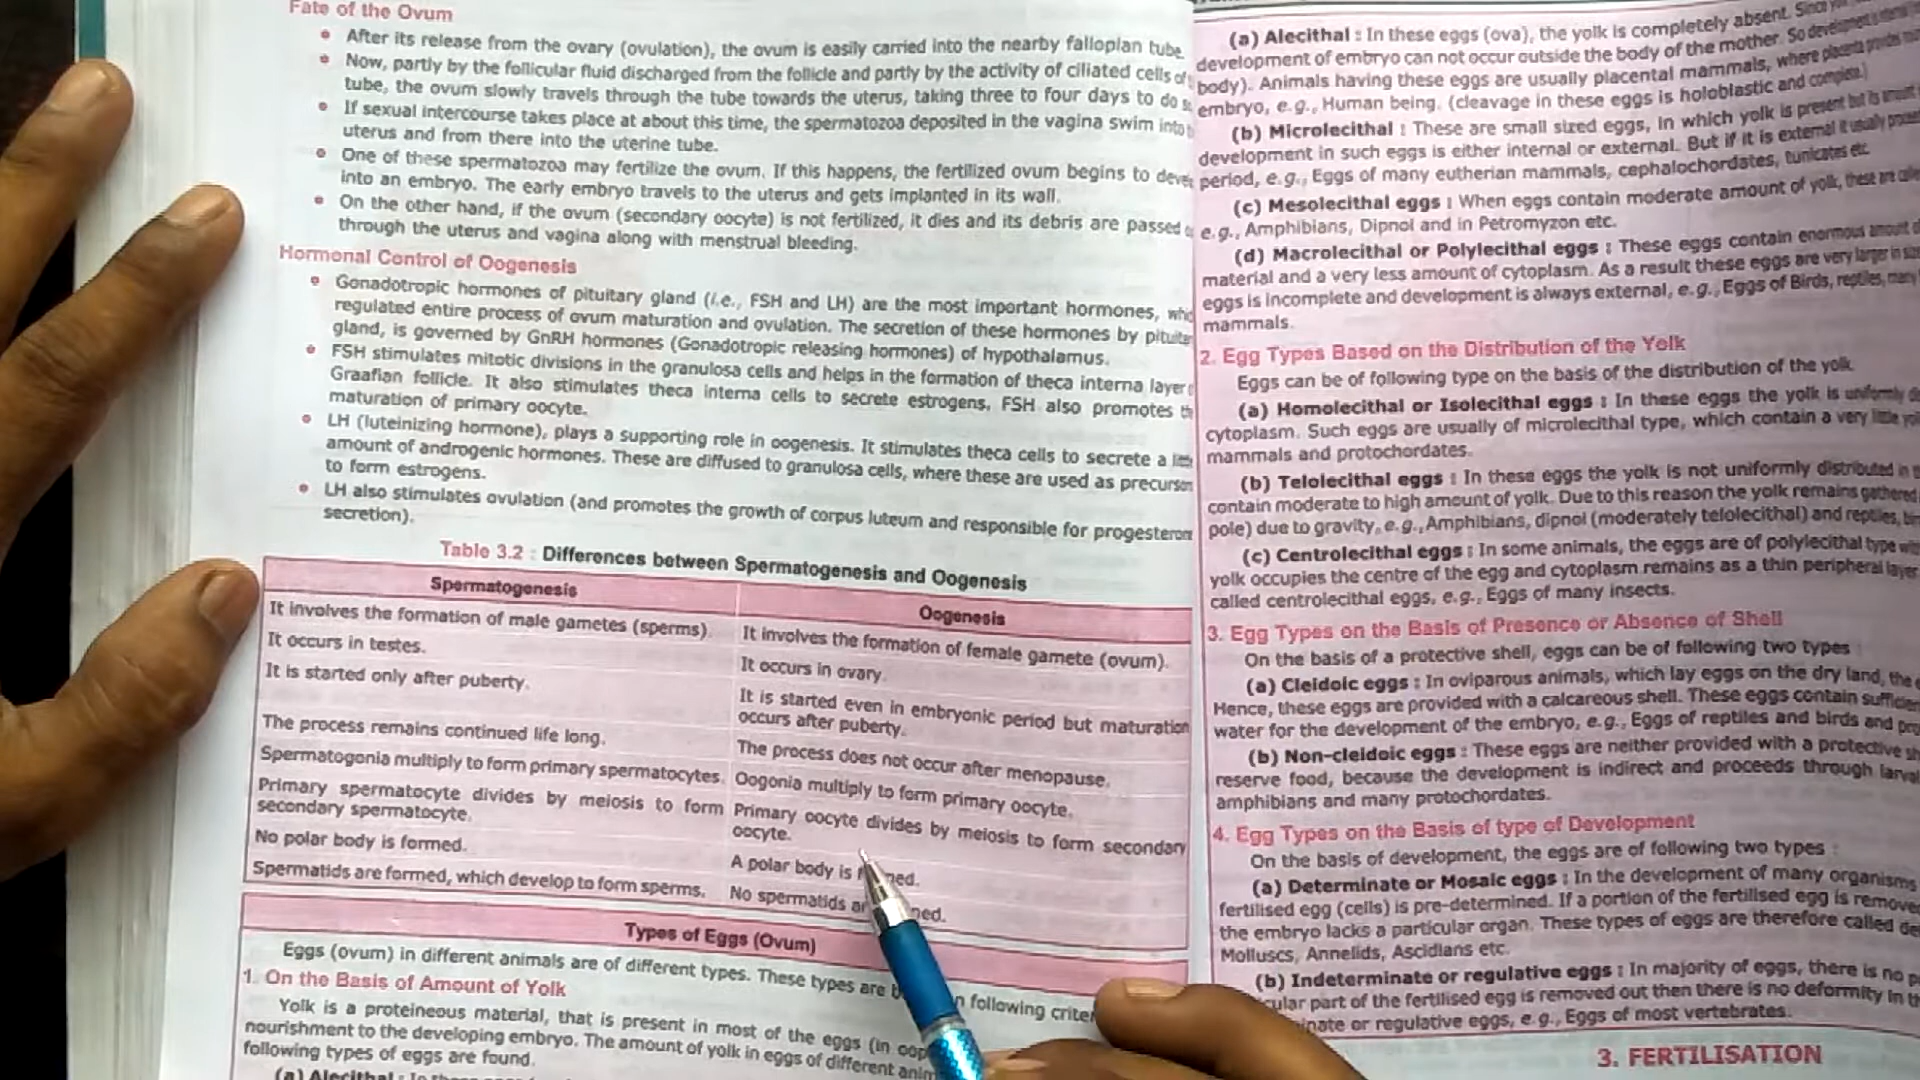 Fate of the Ovum
After its release from the ovary (ovulation), the ovum is easily carried into the nearby fallopian tube.
Now, partly by the follicular fluid discharged from the follicle and partly by the activity of ciliated cells of
tube, the ovum slowly travels through the tube towards the uterus, taking three to four days to do
If sexual intercourse takes place at about this time, the spermatozoa deposited in the vagina swim into
uterus and from there into the uterine tube.
One of these spermatozoa may fertilize the ovum. If this happens, the fertilized ovum begins to
into an embryo. The early embryo travels to the uterus and gets implanted in its wall.
On the other hand, if the ovum (secondary oocyte) is not fertilized, it dies and its debris are passed
through the uterus and vagina along with menstrual bleeding.
Hormonal Control of Oogenesis
Gonadotropic hormones of pituitary gland (i.e., FSH and LH) are the most important hormones,
regulated entire process of ovum maturation and ovulation. The secretion of these hormones by
gland, is governed by GnRH hormones (Gonadotropic releasing hormones) of hypothalamus.
FSH stimulates mitotic divisions in the granulosa cells and helps in the formation of theca interna layer
Graafian follicle. It also stimulates theca interna cells to secrete estrogens. FSH also promotes
maturation of primary oocyte.
LH (luteinizing hormone), plays a supporting role in oogenesis. It stimulates theca cells to secrete a
amount of androgenic hormones. These are diffused to granulosa cells, where these are used as
to form estrogens.
LH also stimulates ovulation (and promotes the growth of corpus luteum and responsible for
secretion).
Table 3.2 : Differences between Spermatogenesis and Oogenesis
Spermatogenesis
Oogenesis
It involves the formation of male gametes (sperms).
It involves the formation of female gamete (ovum).
It occurs in testes.
It occurs in ovary.
It is started only after puberty.
It is started even in embryonic period but maturation
occurs after puberty.
The process remains continued life long.
The process does not occur after menopause.
Spermatogonia multiply to form primary spermatocytes.
Oogonia multiply to form primary oocyte.
Primary spermatocyte divides by meiosis to form
secondary spermatocyte.
Primary oocyte divides by meiosis to form secondary
oocyte.
No polar body is formed.
A polar body is
Spermatids are formed, which develop to form sperms.
No spermatids
Types of Eggs (Ovum)
Eggs (ovum) in different animals are of different types. These types are following
1. On the Basis of Amount of Yolk
Yolk is a proteineous material, that is present in most of the eggs (in
nourishment to the developing embryo. The amount of yolk in eggs of different
following types of eggs are found.
(a) Alecithal :
(a) Alecithal : In these eggs (ova), the yolk is completely absent. Since
development of embryo can not occur outside the body of the mother. So development
body). Animals having these eggs are usually placental mammals, where placenta provides
embryo, e.g., Human being. (cleavage in these eggs is holoblastic and complete.)
(b) Microlecithal : These are small sized eggs, in which yolk is present but its amount
development in such eggs is either internal or external. But if it is external it usually
period, e.g., Eggs of many eutherian mammals, cephalochordates, tunicates etc.
(c) Mesolecithal eggs : When eggs contain moderate amount of yolk, these are
e.g., Amphibians, Dipnoi and in Petromyzon etc.
(d) Macrolecithal or Polylecithal eggs : These eggs contain enormous amount
material and a very less amount of cytoplasm. As a result these eggs are very larger in
eggs is incomplete and development is always external, e.g., Eggs of Birds, reptiles, many
mammals.
2. Egg Types Based on the Distribution of the Yolk
Eggs can be of following type on the basis of the distribution of the yolk.
(a) Homolecithal or Isolecithal eggs : In these eggs the yolk is uniformly
cytoplasm. Such eggs are usually of microlecithal type, which contain a very little
mammals and protochordates.
(b) Telolecithal eggs : In these eggs the yolk is not uniformly distributed in
contain moderate to high amount of yolk. Due to this reason the yolk remains gathered
pole) due to gravity, e.g., Amphibians, dipnoi (moderately telolecithal) and reptiles,
(c) Centrolecithal eggs : In some animals, the eggs are of polylecithal type
yolk occupies the centre of the egg and cytoplasm remains as a thin peripheral layer
called centrolecithal eggs, e.g., Eggs of many insects.
3. Egg Types on the Basis of Presence or Absence of Shell
On the basis of a protective shell, eggs can be of following two types :
(a) Cleidoic eggs : In oviparous animals, which lay eggs on the dry land, the
Hence, these eggs are provided with a calcareous shell. These eggs contain
water for the development of the embryo, e.g., Eggs of reptiles and birds and
(b) Non-cleidoic eggs : These eggs are neither provided with a protective
reserve food, because the development is indirect and proceeds through
amphibians and many protochordates.
4. Egg Types on the Basis of type of Development
On the basis of development, the eggs are of following two types :
(a) Determinate or Mosaic eggs : In the development of many organisms
fertilised egg (cells) is pre-determined. If a portion of the fertilised egg is
the embryo lacks a particular organ. These types of eggs are therefore called
Molluscs, Annelids, Ascidians etc.
(b) Indeterminate or regulative eggs : In majority of eggs, there is no
part of the fertilised egg is removed out then there is no deformity in
or regulative eggs, e.g., Eggs of most vertebrates.
3. FERTILISATION